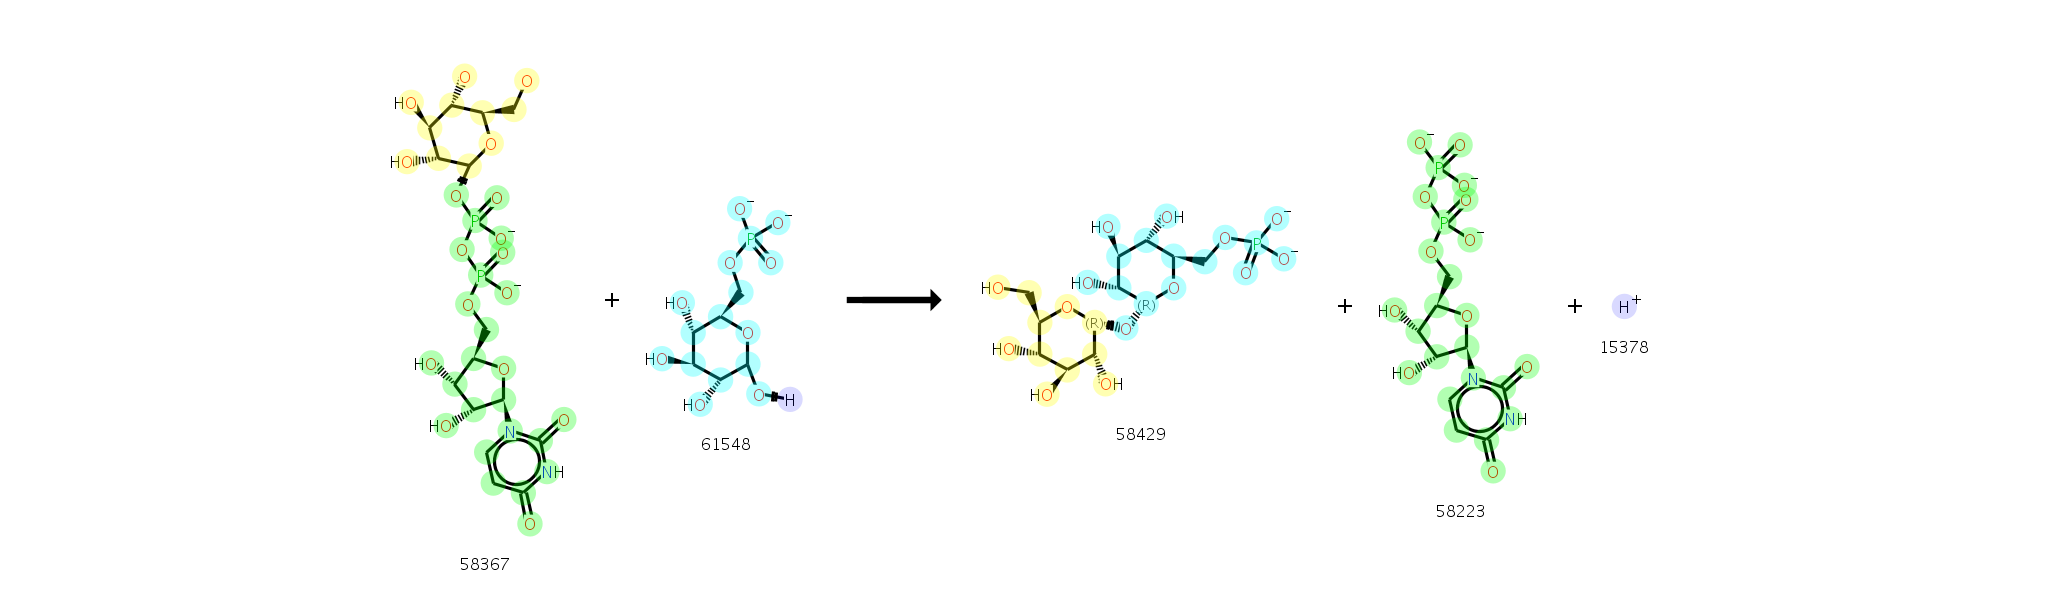 O O
HO
O
HO
O O
P
O⁻
O O
P
O O⁻
HO O
HO
N O
NH
O
58367
+
O⁻ O⁻
P
O O
HO
O
HO
HO O H
61548
HO OH
O⁻
O P
O⁻
O
HO O
HO O (R)
(R) O
HO
OH
HO
58429
+
O⁻ O
P
O⁻
O O
P
O⁻
O
HO O
HO
N O
NH
O
58223
+
H⁺
15378